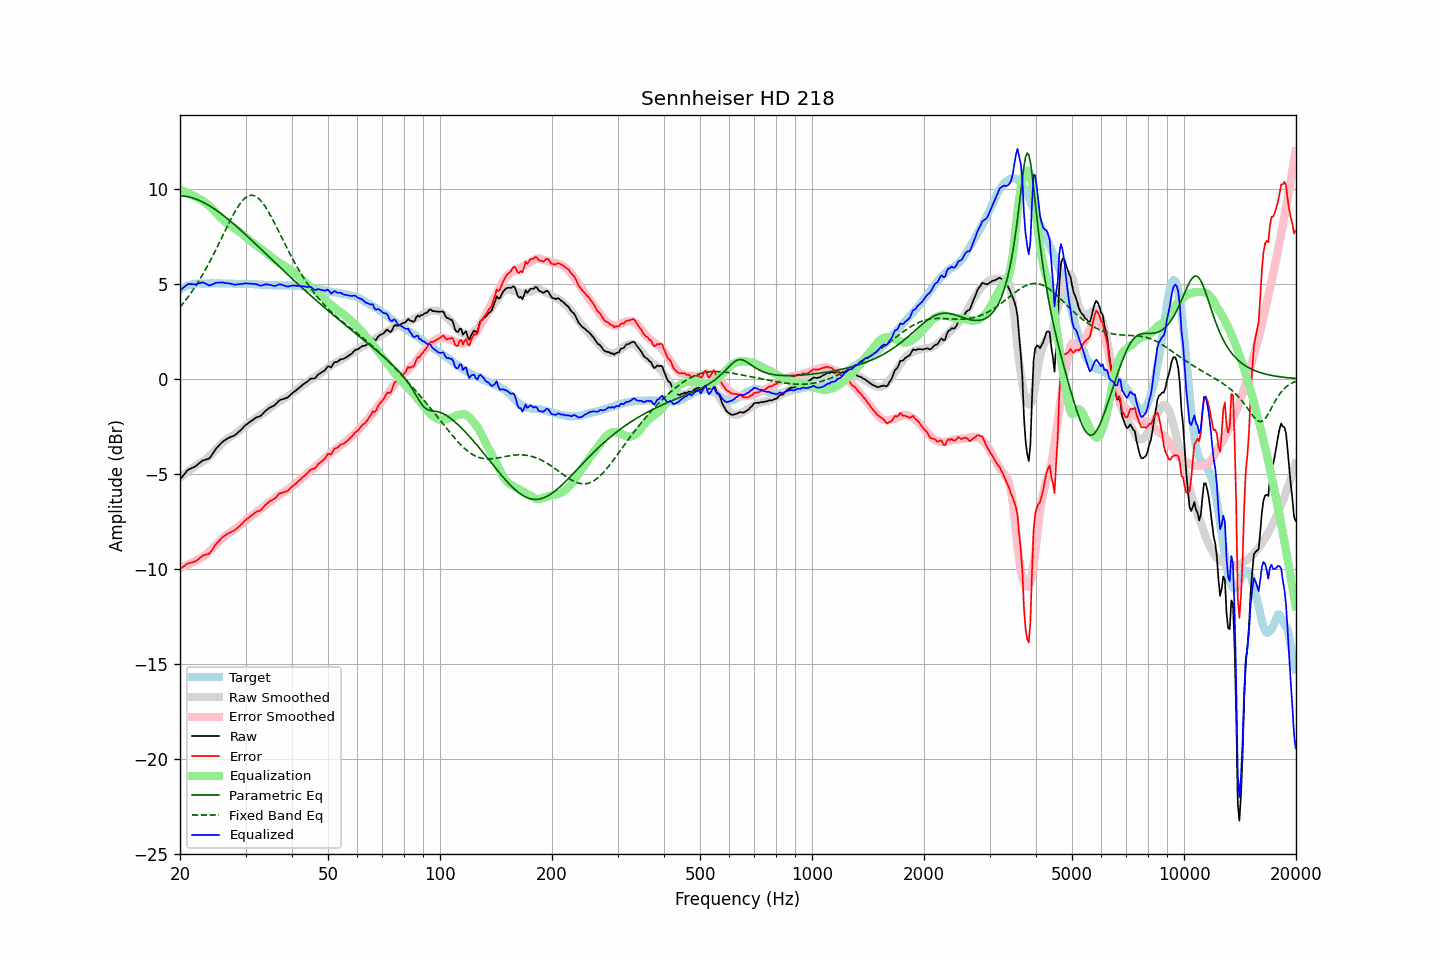 Sennheiser HD 218
Amplitude (dBr)
10
5
0
−5
−10
−15
−20
−25
Target
Raw Smoothed
Error Smoothed
Raw
Error
Equalization
Parametric Eq
Fixed Band Eq
Equalized
20 50 100 200 500 1000 2000 5000 10000 20000
Frequency (Hz)